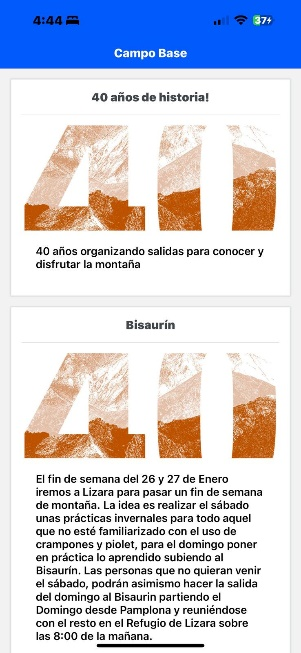 4:44
37
Campo Base
40 años de historia!
40
40 años organizando salidas para conocer y
disfrutar la montaña
Bisaurín
40
El fin de semana del 26 y 27 de Enero
iremos a Lizara para pasar un fin de semana
de montaña. La idea es realizar el sábado
unas prácticas invernales para todo aquel
que no esté familiarizado con el uso de
crampones y piolet, para el domingo poner
en práctica lo aprendido subiendo al
Bisaurín. Las personas que no quieran venir
el sábado, podrán asimismo hacer la salida
del domingo al Bisaurin partiendo el
Domingo desde Pamplona y reuniéndose
con el resto en el Refugio de Lizara sobre
las 8:00 de la mañana.